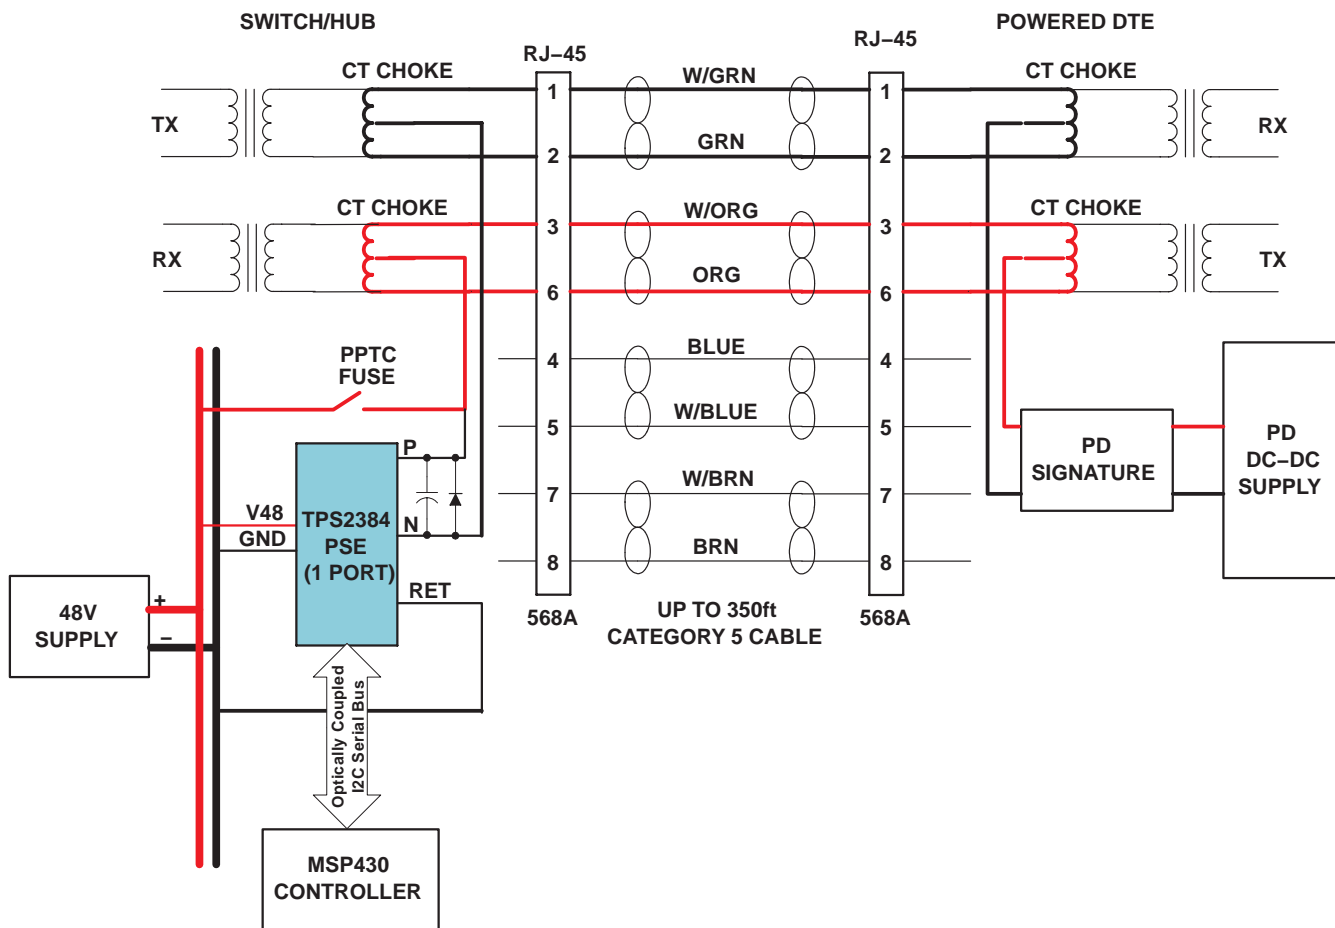 SWITCH/HUB
POWERED DTE
RJ–45
RJ–45
CT CHOKE
W/GRN
CT CHOKE
TX
1
1
RX
GRN
2
2
CT CHOKE
W/ORG
CT CHOKE
RX
3
3
TX
ORG
6
6
PPTC
FUSE
BLUE
4
4
W/BLUE
5
5
P
W/BRN
7
7
PD
SIGNATURE
PD
DC–DC
SUPPLY
V48
GND
TPS2384
PSE
(1 PORT)
N
BRN
8
8
RET
568A
UP TO 350ft
CATEGORY 5 CABLE
568A
48V
SUPPLY
+
–
Optically Coupled
I2C Serial Bus
MSP430
CONTROLLER